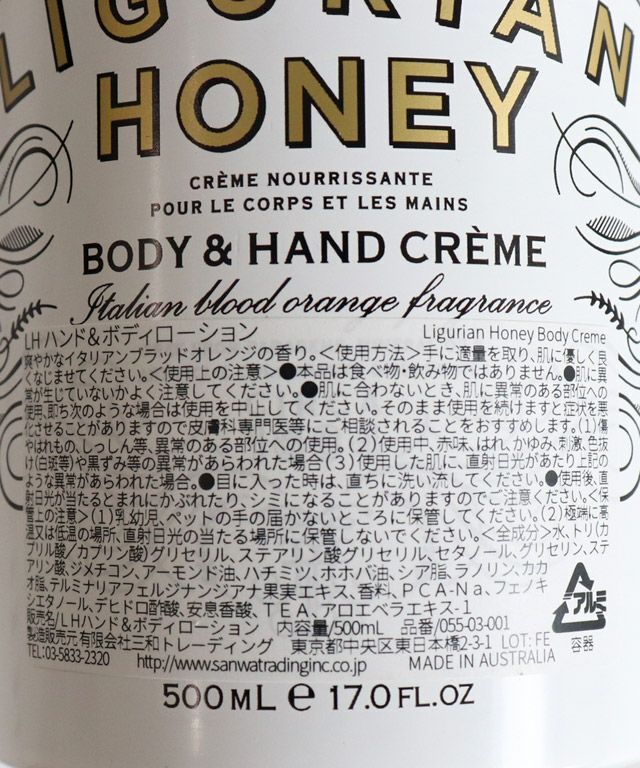 LIGURIAN
HONEY
CRÈME NOURRISSANTE
POUR LE CORPS ET LES MAINS
BODY & HAND CRÈME
Italian blood orange fragrance
LH ハンド&ボディローション Ligurian Honey Body Creme
爽やかなイタリアンブラッドオレンジの香り。<使用方法>手に適量を取り、肌に優しく良
くなじませてください。<使用上の注意>●本品は食べ物・飲み物ではありません。●肌に異
常が生じていないかよく注意してください。●肌に合わないとき、肌に異常のある部位への
使用、即ち次のような場合は使用を中止してください。そのまま使用を続けますと症状を悪
化させることがありますので皮膚科専門医等にご相談されることをおすすめします。(1)傷
やはれもの、しっしん等、異常のある部位への使用。(2)使用中、赤味、はれ、かゆみ、刺激、色抜
け(白斑等)や黒ずみ等の異常があらわれた場合(3)使用した肌に、直射日光があたり上記の
ような異常があらわれた場合。●目に入った時は、直ちに洗い流してください。●使用後、直
射日光が当たるとまれにかぶれたり、シミになることがありますのでご注意ください。<保
管上の注意>(1)乳幼児、ペットの手の届かないところに保管してください。(2)極端に高
温又は低温の場所、直射日光の当たる場所に保管しないでください。<全成分>水、トリ(カ
プリル酸/カプリン酸)グリセリル、ステアリン酸グリセリル、セタノール、グリセリン、ステ
アリン酸、ジメチコン、アーモンド油、ハチミツ、ホホバ油、シア脂、ラノリン、カカ
オ脂、テルミナリアフェルジナンジアナ果実エキス、香料、PCA-Na、フェノキ
シエタノール、デヒドロ酢酸、安息香酸、TEA、アロエベラエキス-1
販売名/LHハンド&ボディローション 内容量/500mL 品番/055-03-001
製造販売元 有限会社三和トレーディング 東京都中央区東日本橋2-3-1 LOT: FE
TEL: 03-5833-2320 http://www.sanwatradinginc.co.jp MADE IN AUSTRALIA
アルミ
容器
500 ML e 17.0 FL.OZ